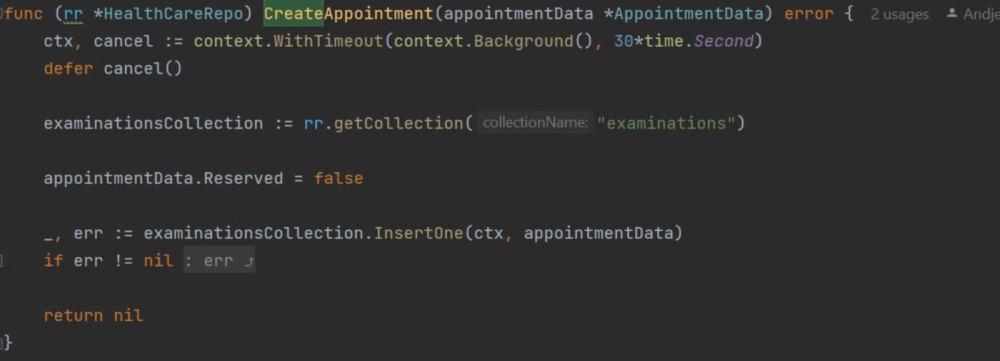 func (rr *HealthCareRepo) CreateAppointment(appointmentData *AppointmentData) error { 2 usages Andje
ctx, cancel := context.WithTimeout(context.Background(), 30*time.Second)
defer cancel()
examinationsCollection := rr.getCollection( collectionName: "examinations")
appointmentData.Reserved = false
_, err := examinationsCollection.InsertOne(ctx, appointmentData)
if err != nil : err ⤴
return nil
}